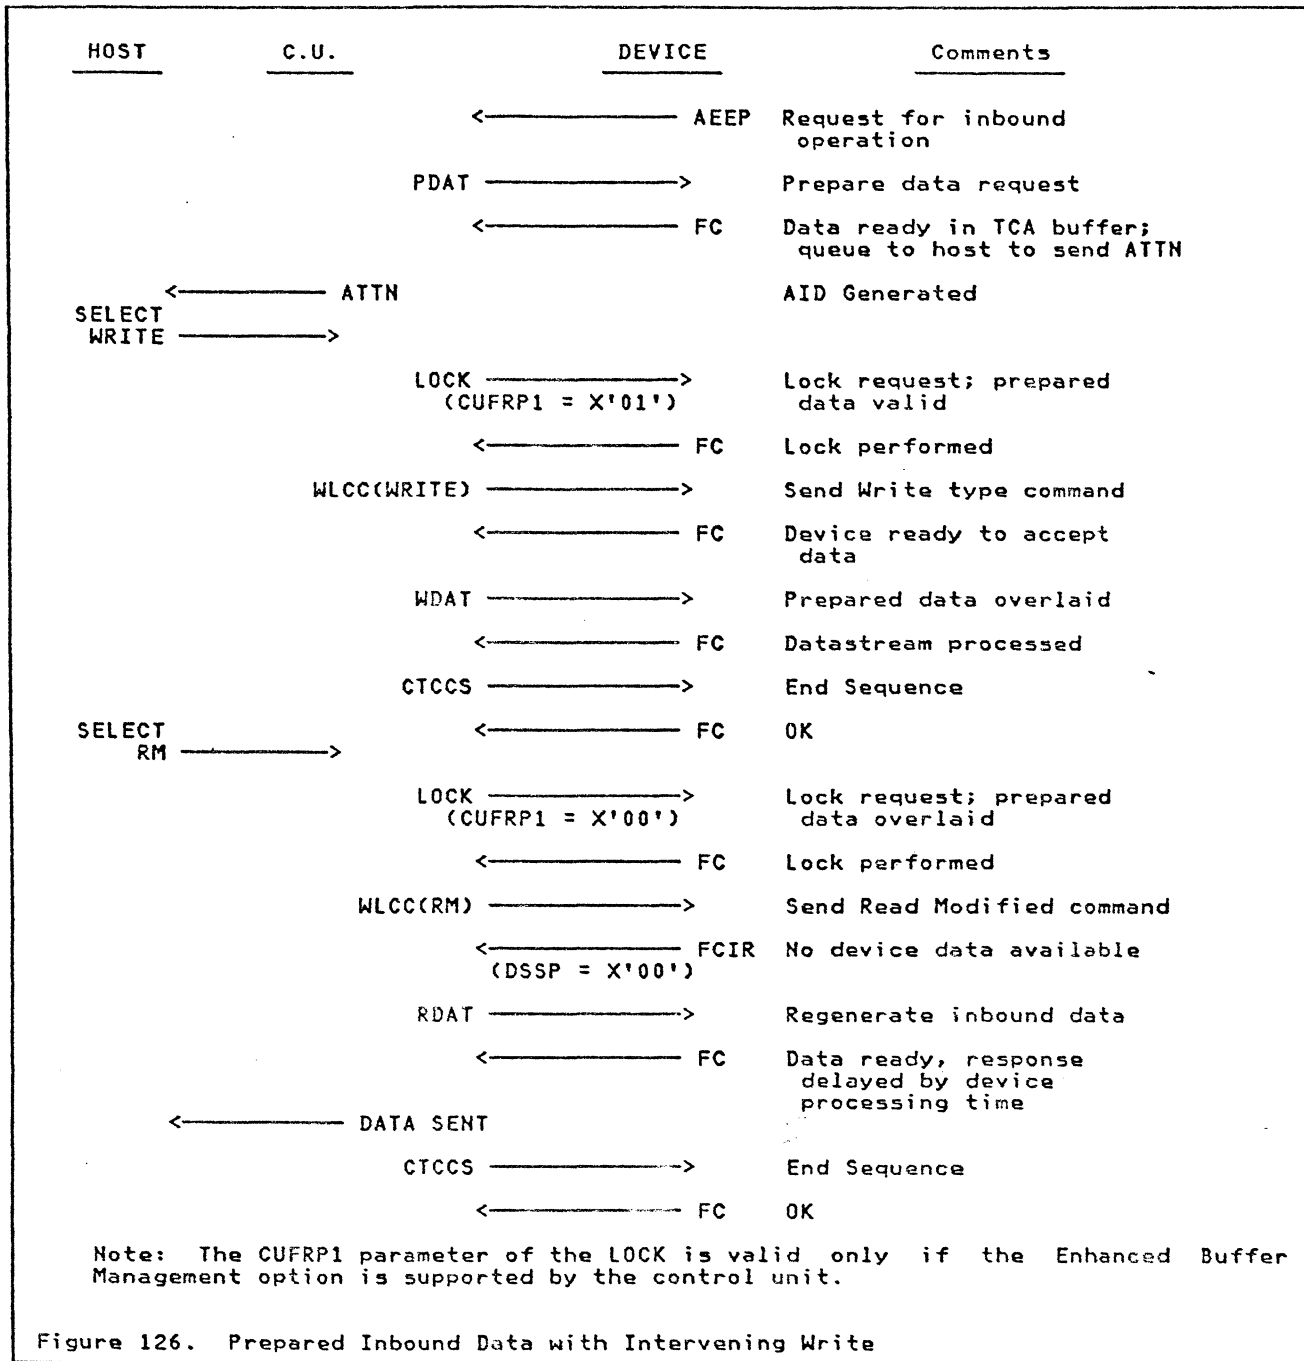 HOST C.U. DEVICE Comments
<———— AEEP Request for inbound
operation
PDAT ————> Prepare data request
<———— FC Data ready in TCA buffer;
queue to host to send ATTN
<———— ATTN AID Generated
SELECT
WRITE ————>
LOCK ————> Lock request; prepared
(CUFRP1 = X'01') data valid
<———— FC Lock performed
WLCC(WRITE) ————> Send Write type command
<———— FC Device ready to accept
data
WDAT ————> Prepared data overlaid
<———— FC Datastream processed
CTCCS ————> End Sequence
SELECT <———— FC OK
RM ————>
LOCK ————> Lock request; prepared
(CUFRP1 = X'00') data overlaid
<———— FC Lock performed
WLCC(RM) ————> Send Read Modified command
<———— FCIR No device data available
(DSSP = X'00')
RDAT ————> Regenerate inbound data
<———— FC Data ready, response
delayed by device
processing time
<———— DATA SENT
CTCCS ————> End Sequence
<———— FC OK
Note: The CUFRP1 parameter of the LOCK is valid only if the Enhanced Buffer
Management option is supported by the control unit.
Figure 126. Prepared Inbound Data with Intervening Write